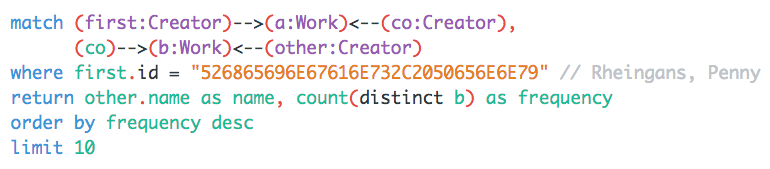 match (first:Creator)-->(a:Work)<--(co:Creator),
(co)-->(b:Work)<--(other:Creator)
where first.id = "526865696E67616E732C2050656E6E79" // Rheingans, Penny
return other.name as name, count(distinct b) as frequency
order by frequency desc
limit 10